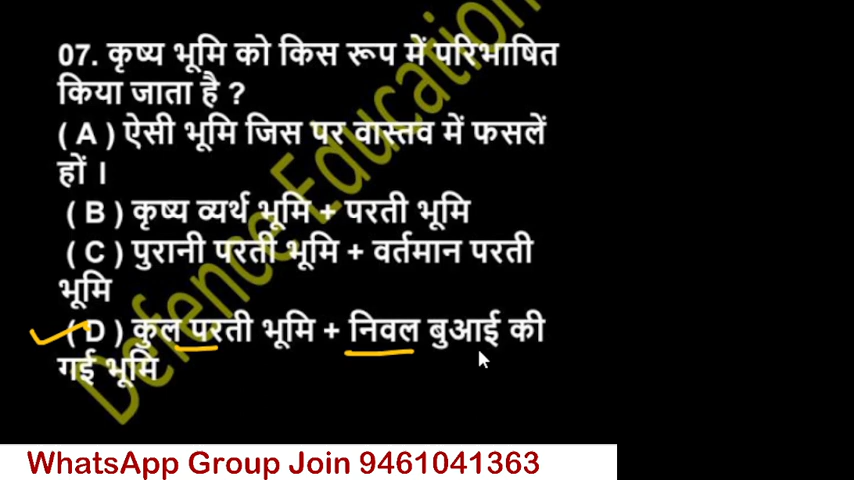 07. कृष्य भूमि को किस रूप में परिभाषित
किया जाता है ?
( A ) ऐसी भूमि जिस पर वास्तव में फसलें
हों ।
( B ) कृष्य व्यर्थ भूमि + परती भूमि
( C ) पुरानी परती भूमि + वर्तमान परती
भूमि
( D ) कुल परती भूमि + निवल बुआई की
गई भूमि
Defence Education
WhatsApp Group Join 9461041363